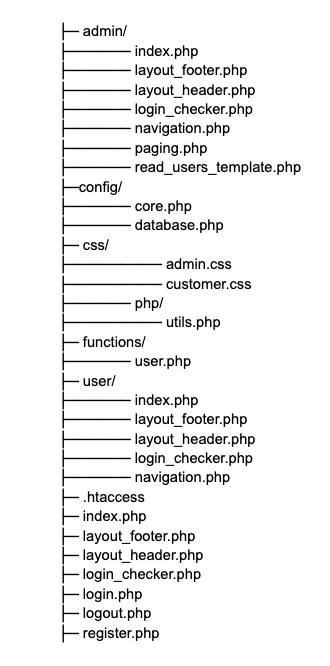 admin/
index.php
layout_footer.php
layout_header.php
login_checker.php
navigation.php
paging.php
read_users_template.php
config/
core.php
database.php
css/
admin.css
customer.css
php/
utils.php
functions/
user.php
user/
index.php
layout_footer.php
layout_header.php
login_checker.php
navigation.php
.htaccess
index.php
layout_footer.php
layout_header.php
login_checker.php
login.php
logout.php
register.php